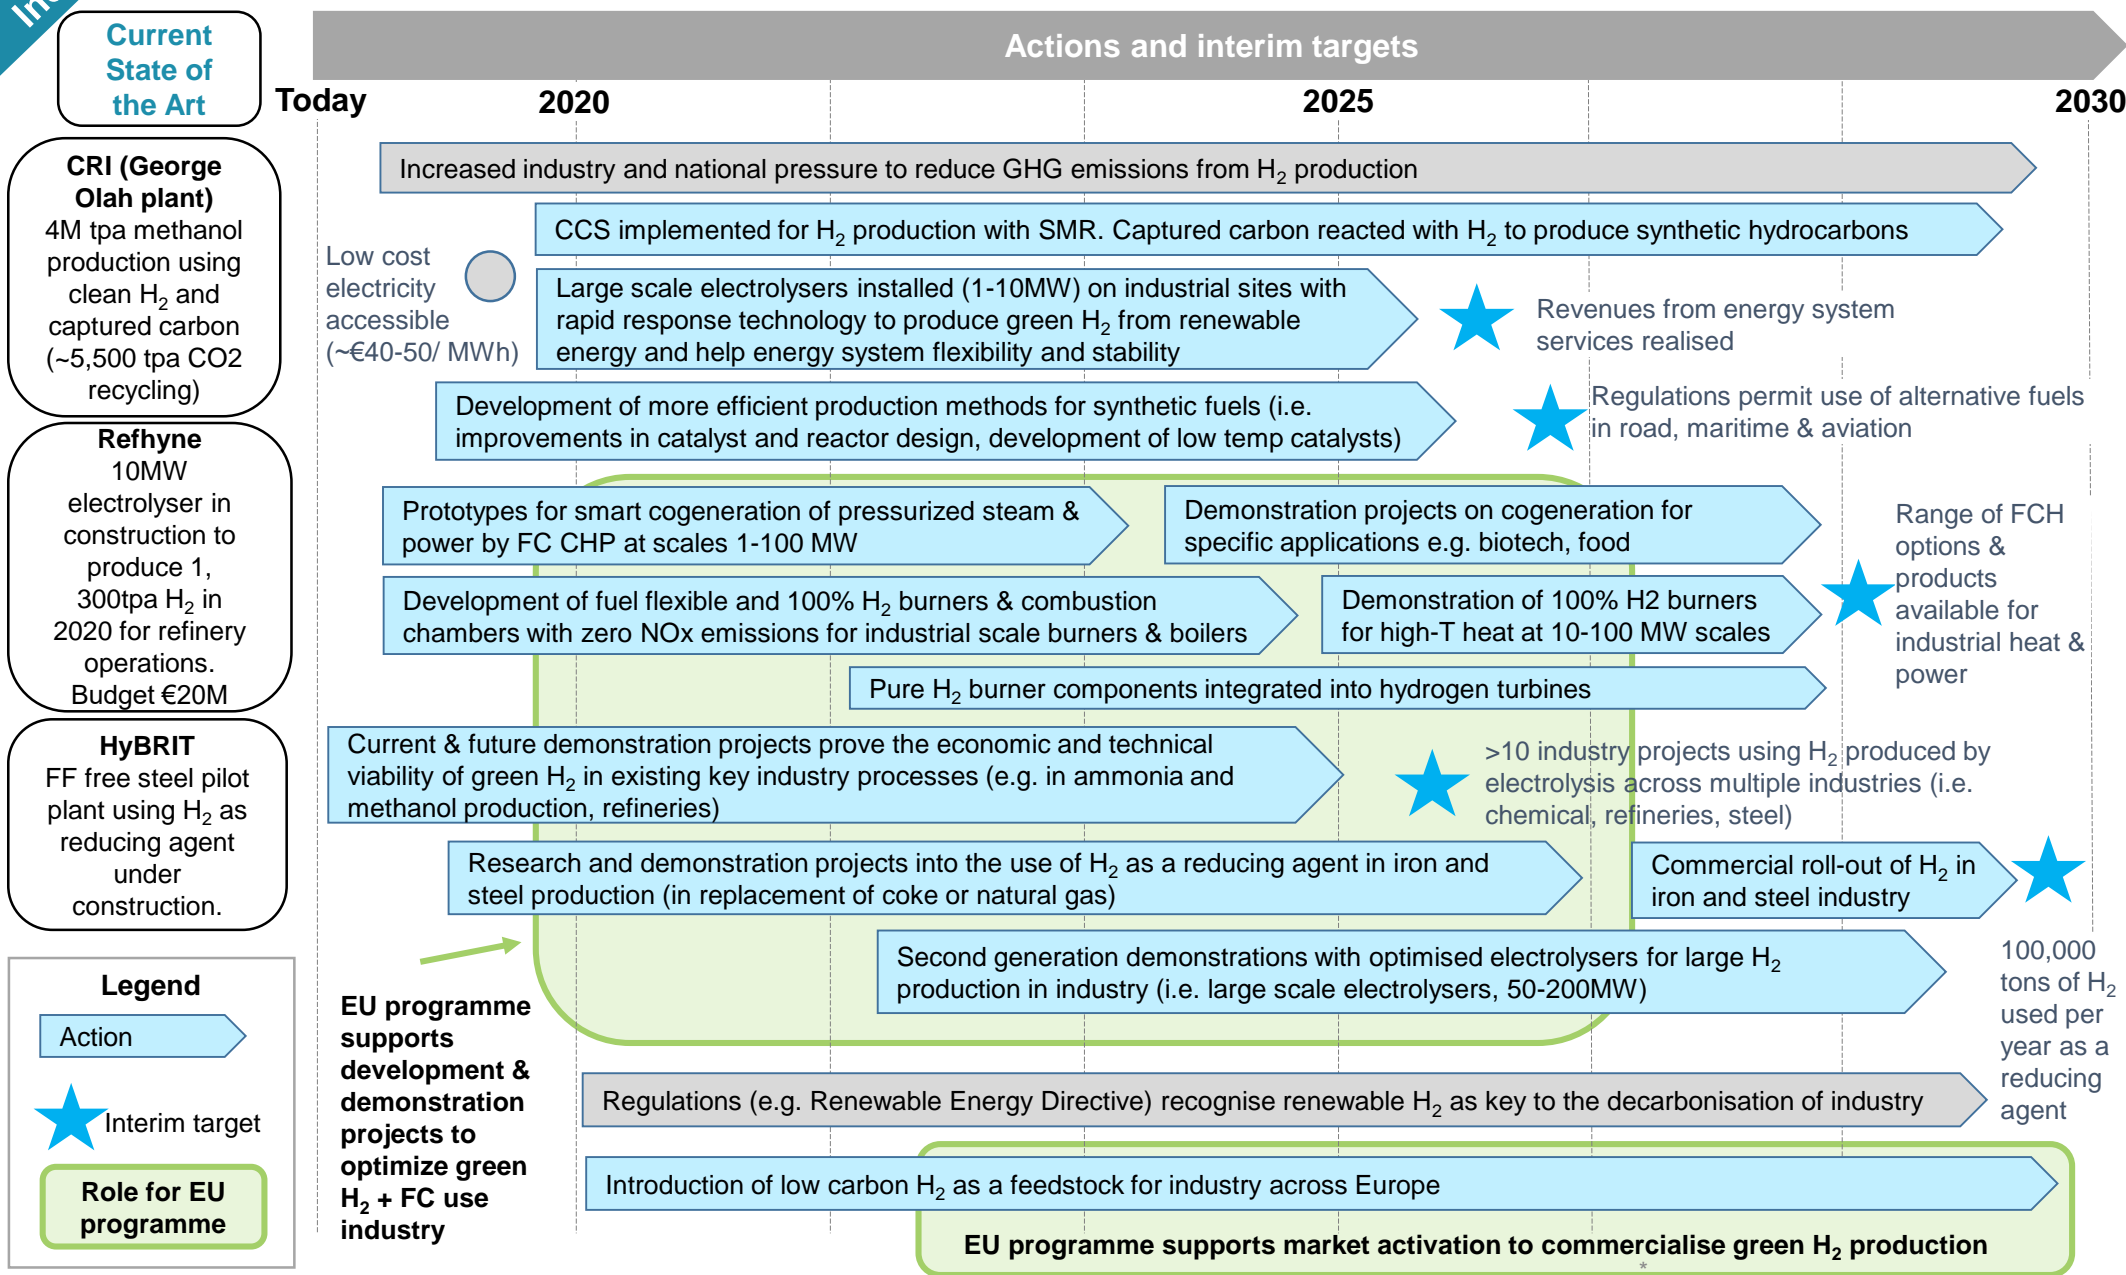 Current
State of
the Art
Actions and interim targets
Today
2020
2025
2030
CRI (George
Olah plant)
4M tpa methanol
production using
clean H2 and
captured carbon
(~5,500 tpa CO2
recycling)
Refhyne
10MW
electrolyser in
construction to
produce 1,
300tpa H2 in
2020 for refinery
operations.
Budget €20M
HyBRIT
FF free steel pilot
plant using H2 as
reducing agent
under
construction.
Legend
Action
Interim target
Role for EU
programme
Increased industry and national pressure to reduce GHG emissions from H2 production
CCS implemented for H2 production with SMR. Captured carbon reacted with H2 to produce synthetic hydrocarbons
Low cost
electricity
accessible
(~€40-50/ MWh)
Large scale electrolysers installed (1-10MW) on industrial sites with
rapid response technology to produce green H2 from renewable
energy and help energy system flexibility and stability
Revenues from energy system
services realised
Development of more efficient production methods for synthetic fuels (i.e.
improvements in catalyst and reactor design, development of low temp catalysts)
Regulations permit use of alternative fuels
in road, maritime & aviation
Prototypes for smart cogeneration of pressurized steam &
power by FC CHP at scales 1-100 MW
Demonstration projects on cogeneration for
specific applications e.g. biotech, food
Range of FCH
options &
products
available for
industrial heat &
power
Development of fuel flexible and 100% H2 burners & combustion
chambers with zero NOx emissions for industrial scale burners & boilers
Demonstration of 100% H2 burners
for high-T heat at 10-100 MW scales
Pure H2 burner components integrated into hydrogen turbines
Current & future demonstration projects prove the economic and technical
viability of green H2 in existing key industry processes (e.g. in ammonia and
methanol production, refineries)
>10 industry projects using H2 produced by
electrolysis across multiple industries (i.e.
chemical, refineries, steel)
Research and demonstration projects into the use of H2 as a reducing agent in iron and
steel production (in replacement of coke or natural gas)
Commercial roll-out of H2 in
iron and steel industry
100,000
tons of H2
used per
year as a
reducing
agent
Second generation demonstrations with optimised electrolysers for large H2
production in industry (i.e. large scale electrolysers, 50-200MW)
EU programme
supports
development &
demonstration
projects to
optimize green
H2 + FC use
industry
Regulations (e.g. Renewable Energy Directive) recognise renewable H2 as key to the decarbonisation of industry
Introduction of low carbon H2 as a feedstock for industry across Europe
EU programme supports market activation to commercialise green H2 production
*